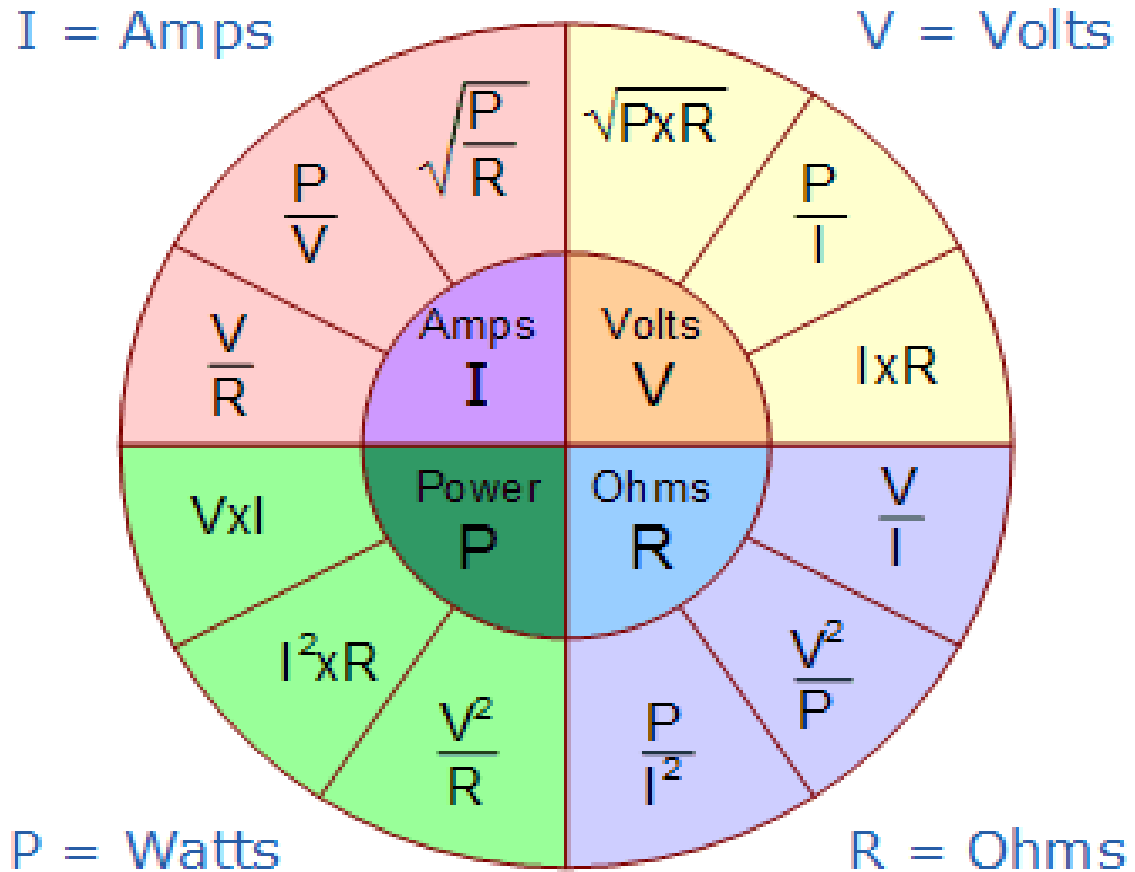 I = Amps
V = Volts
√(P/R)
√PxR
P/V
P/I
V/R
Amps
I
Volts
V
IxR
VxI
Power
P
Ohms
R
V/I
I²xR
V²/R
P/I²
V²/P
P = Watts
R = Ohms